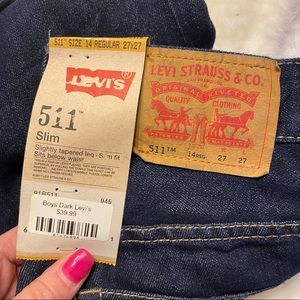 511™ SIZE 14 REGULAR 27x27
Levi's
511™
Slim
Slightly tapered leg · Slim fit
Sits below waist
945
Boys Dark Levi's
$39.99
LEVI STRAUSS & CO.
ORIGINAL RIVETED
QUALITY CLOTHING
511™ 14REG 27 27